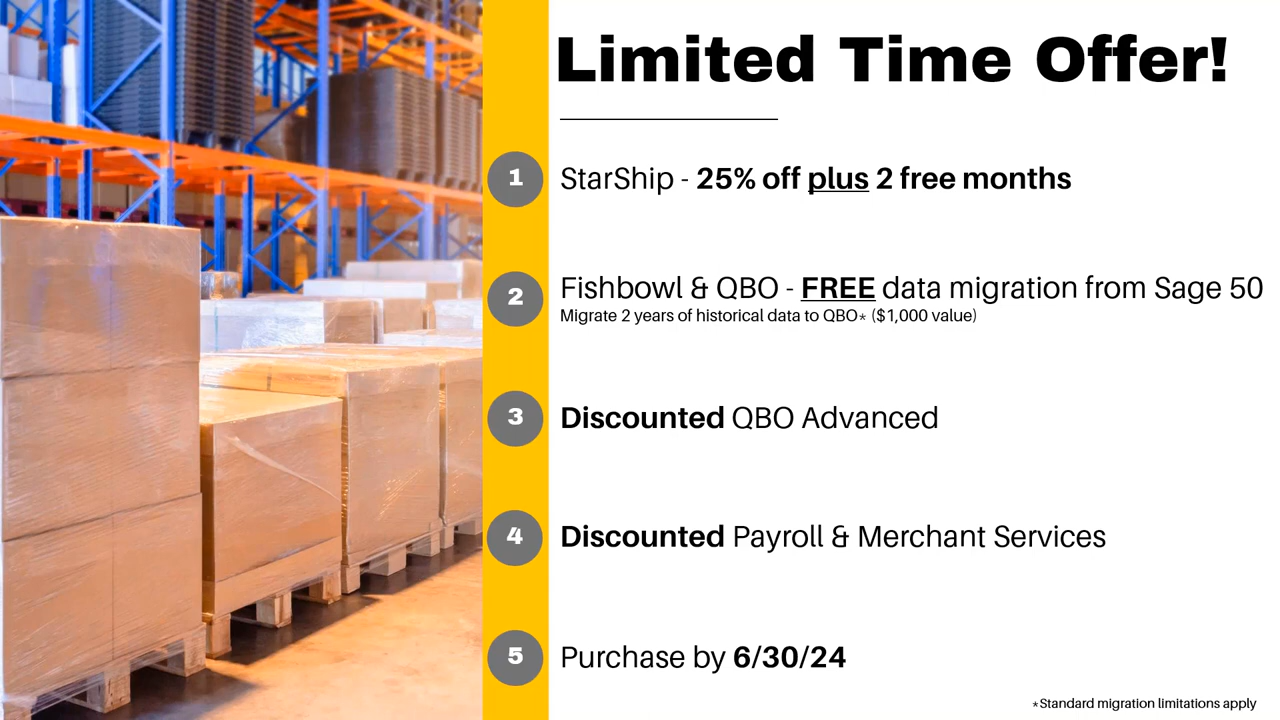 Limited Time Offer!
1 StarShip - 25% off plus 2 free months
2 Fishbowl & QBO - FREE data migration from Sage 50
Migrate 2 years of historical data to QBO* ($1,000 value)
3 Discounted QBO Advanced
4 Discounted Payroll & Merchant Services
5 Purchase by 6/30/24
*Standard migration limitations apply